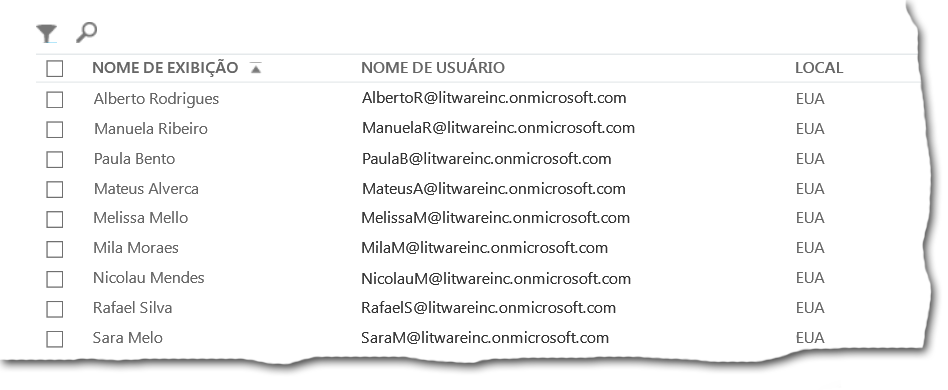 NOME DE EXIBIÇÃO NOME DE USUÁRIO LOCAL
Alberto Rodrigues AlbertoR@litwareinc.onmicrosoft.com EUA
Manuela Ribeiro ManuelaR@litwareinc.onmicrosoft.com EUA
Paula Bento PaulaB@litwareinc.onmicrosoft.com EUA
Mateus Alverca MateusA@litwareinc.onmicrosoft.com EUA
Melissa Mello MelissaM@litwareinc.onmicrosoft.com EUA
Mila Moraes MilaM@litwareinc.onmicrosoft.com EUA
Nicolau Mendes NicolauM@litwareinc.onmicrosoft.com EUA
Rafael Silva RafaelS@litwareinc.onmicrosoft.com EUA
Sara Melo SaraM@litwareinc.onmicrosoft.com EUA